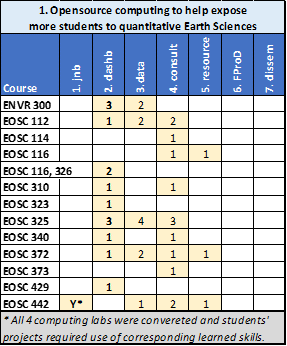 1. Opensource computing to help expose
more students to quantitative Earth Sciences
Course 1. jnb 2. dashb 3. data 4. consult 5. resource 6. FProD 7. dissem
ENVR 300 3 2
EOSC 112 1 2 2
EOSC 114 1
EOSC 116 1 1
EOSC 116, 326 2
EOSC 310 1 1
EOSC 323 1
EOSC 325 3 4 3
EOSC 340 1 1
EOSC 372 1 2 1 1
EOSC 373 1
EOSC 429 1
EOSC 442 Y* 1 2 1
* All 4 computing labs were convereted and students'
projects required use of corresponding learned skills.